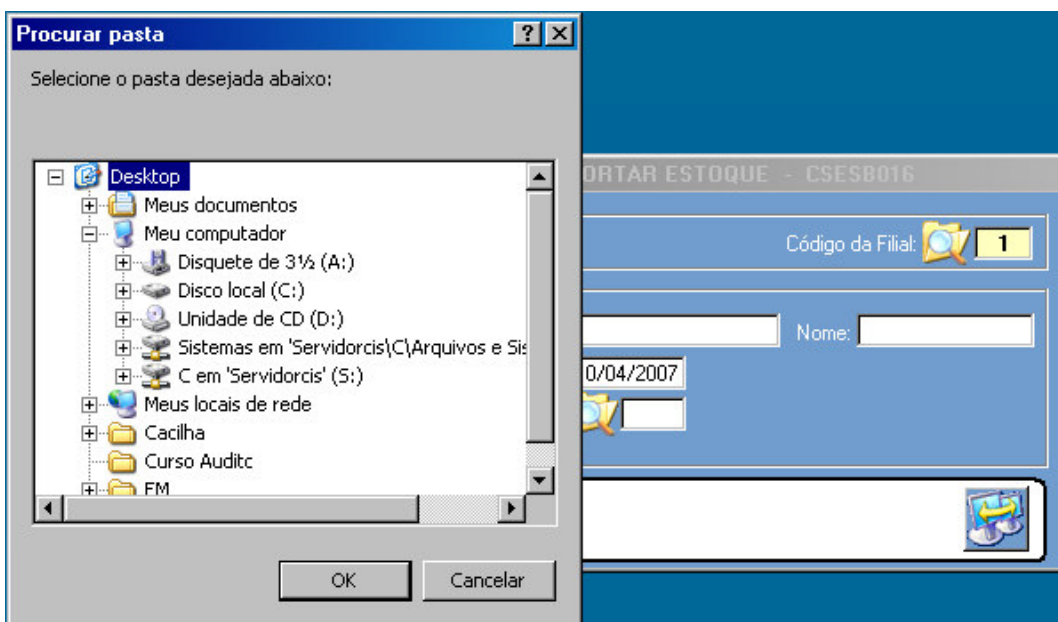 Procurar pasta
Selecione o pasta desejada abaixo:
Desktop
Meus documentos
Meu computador
Disquete de 3½ (A:)
Disco local (C:)
Unidade de CD (D:)
Sistemas em 'Servidorcis\C\Arquivos e Sis
C em 'Servidorcis' (S:)
Meus locais de rede
Cacilha
Curso Auditc
FM
OK Cancelar
ORTAR ESTOQUE - CSESB016
Código da Filial: 1
Nome:
0/04/2007